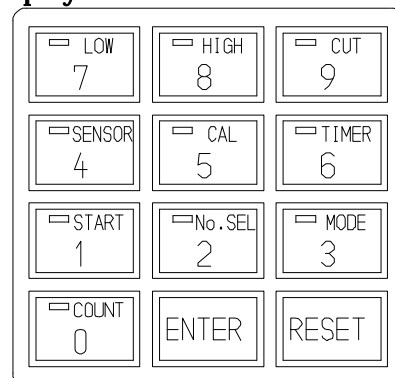 LOW HIGH CUT
7 8 9
SENSOR CAL TIMER
4 5 6
START No.SEL MODE
1 2 3
COUNT
0 ENTER RESET